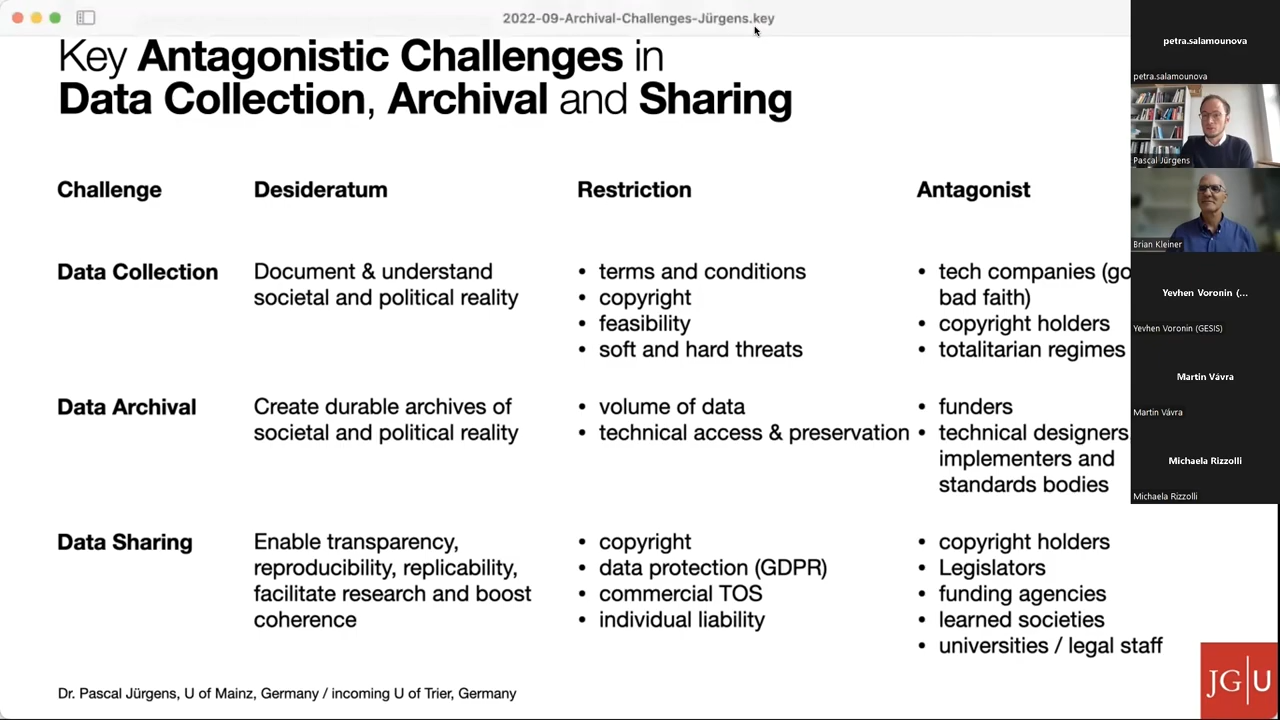 2022-09-Archival-Challenges-Jürgens.key
Key Antagonistic Challenges in
Data Collection, Archival and Sharing
Challenge Desideratum Restriction Antagonist
Data Collection
Document & understand
societal and political reality
• terms and conditions
• copyright
• feasibility
• soft and hard threats
• tech companies (go
bad faith)
• copyright holders
• totalitarian regimes
Data Archival
Create durable archives of
societal and political reality
• volume of data
• technical access & preservation
• funders
• technical designers
implementers and
standards bodies
Data Sharing
Enable transparency,
reproducibility, replicability,
facilitate research and boost
coherence
• copyright
• data protection (GDPR)
• commercial TOS
• individual liability
• copyright holders
• Legislators
• funding agencies
• learned societies
• universities / legal staff
Dr. Pascal Jürgens, U of Mainz, Germany / incoming U of Trier, Germany
JG|U
petra.salamounova
petra.salamounova
Pascal Jürgens
Brian Kleiner
Yevhen Voronin (...
Yevhen Voronin (GESIS)
Martin Vávra
Martin Vávra
Michaela Rizzolli
Michaela Rizzolli